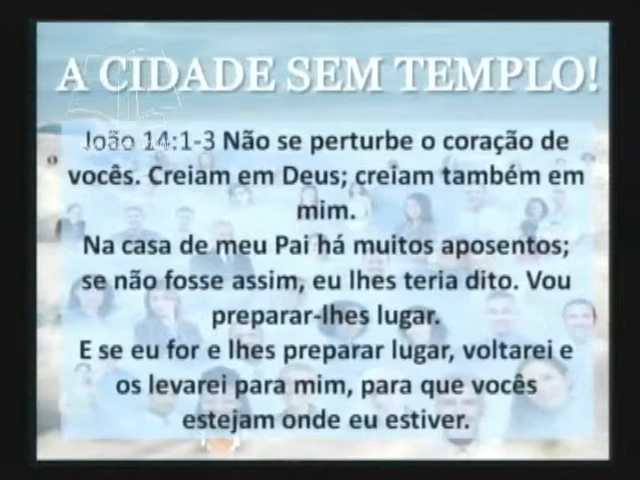 A CIDADE SEM TEMPLO!
João 14:1-3 Não se perturbe o coração de
vocês. Creiam em Deus; creiam também em
mim.
Na casa de meu Pai há muitos aposentos;
se não fosse assim, eu lhes teria dito. Vou
preparar-lhes lugar.
E se eu for e lhes preparar lugar, voltarei e
os levarei para mim, para que vocês
estejam onde eu estiver.